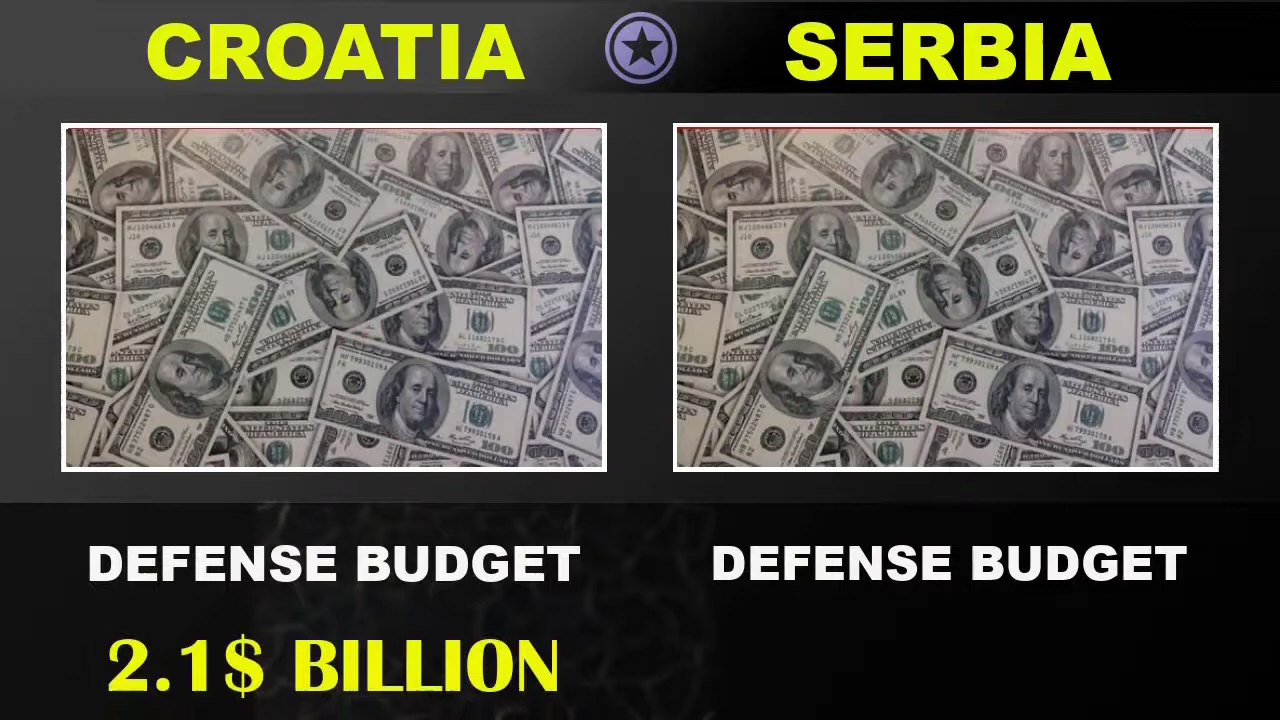 CROATIA
SERBIA
DEFENSE BUDGET
DEFENSE BUDGET
2.1$ BILLION